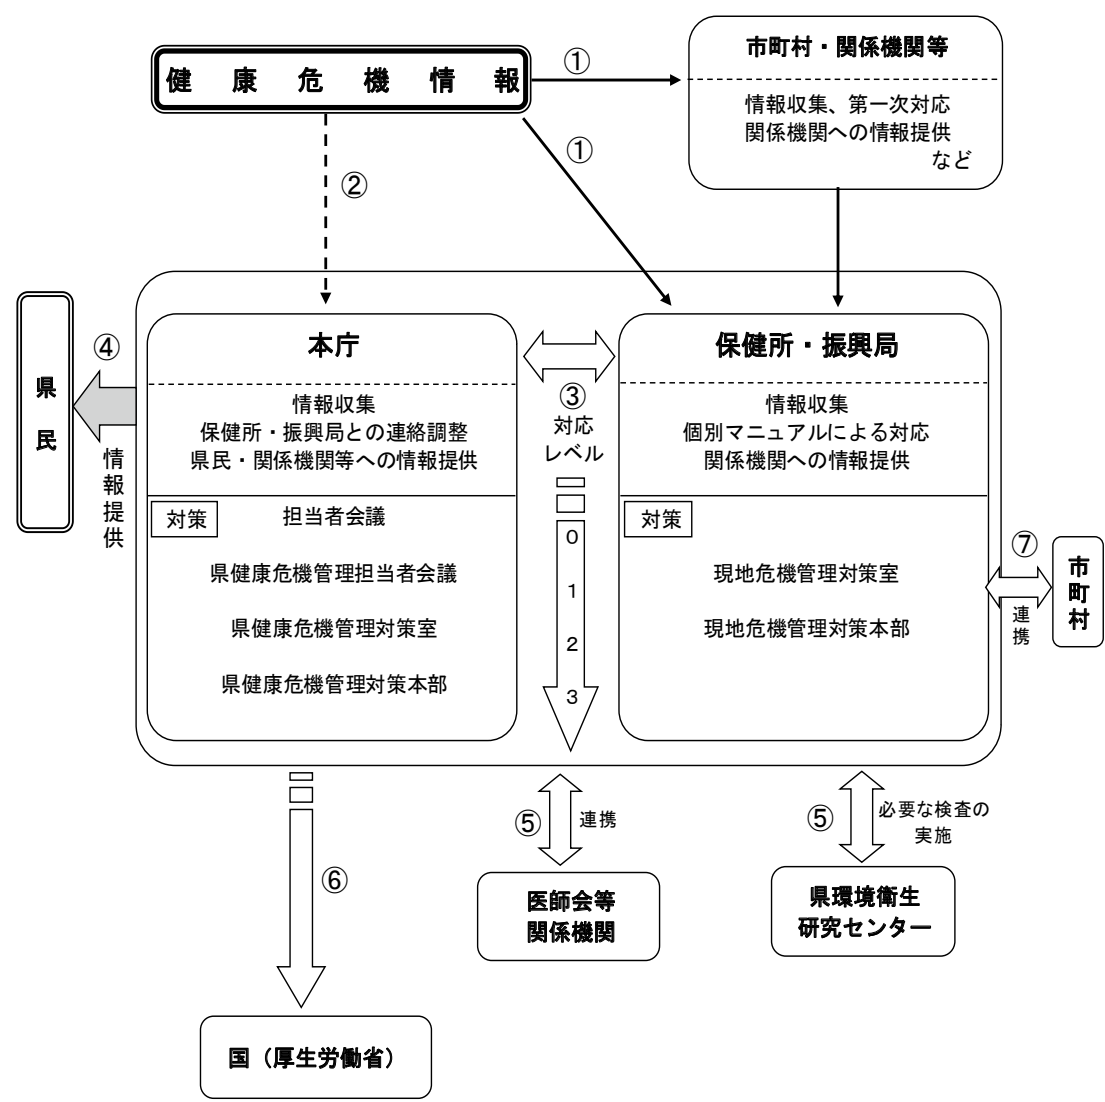 健康危機情報
①
市町村・関係機関等
情報収集、第一次対応
関係機関への情報提供
など
①
②
県民
④
情報提供
本庁
情報収集
保健所・振興局との連絡調整
県民・関係機関等への情報提供
対策
担当者会議
県健康危機管理担当者会議
県健康危機管理対策室
県健康危機管理対策本部
③
対応
レベル
0
1
2
3
保健所・振興局
情報収集
個別マニュアルによる対応
関係機関への情報提供
対策
現地危機管理対策室
現地危機管理対策本部
⑦
連携
市町村
⑥
国（厚生労働省）
⑤
連携
医師会等
関係機関
⑤
必要な検査の
実施
県環境衛生
研究センター